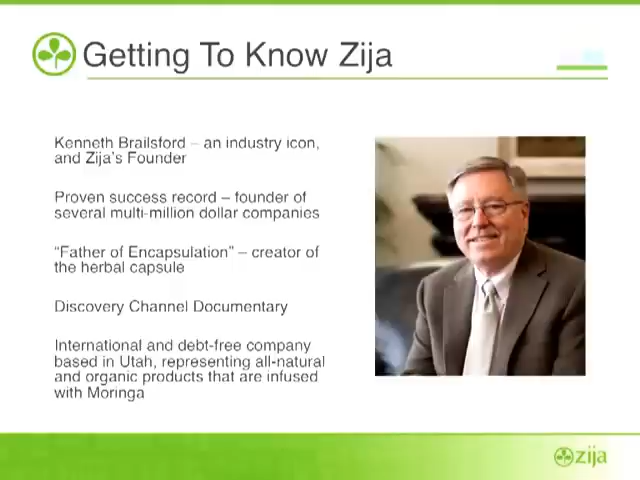 Getting To Know Zija
Kenneth Brailsford – an industry icon,
and Zija's Founder
Proven success record – founder of
several multi-million dollar companies
“Father of Encapsulation” – creator of
the herbal capsule
Discovery Channel Documentary
International and debt-free company
based in Utah, representing all-natural
and organic products that are infused
with Moringa
zija